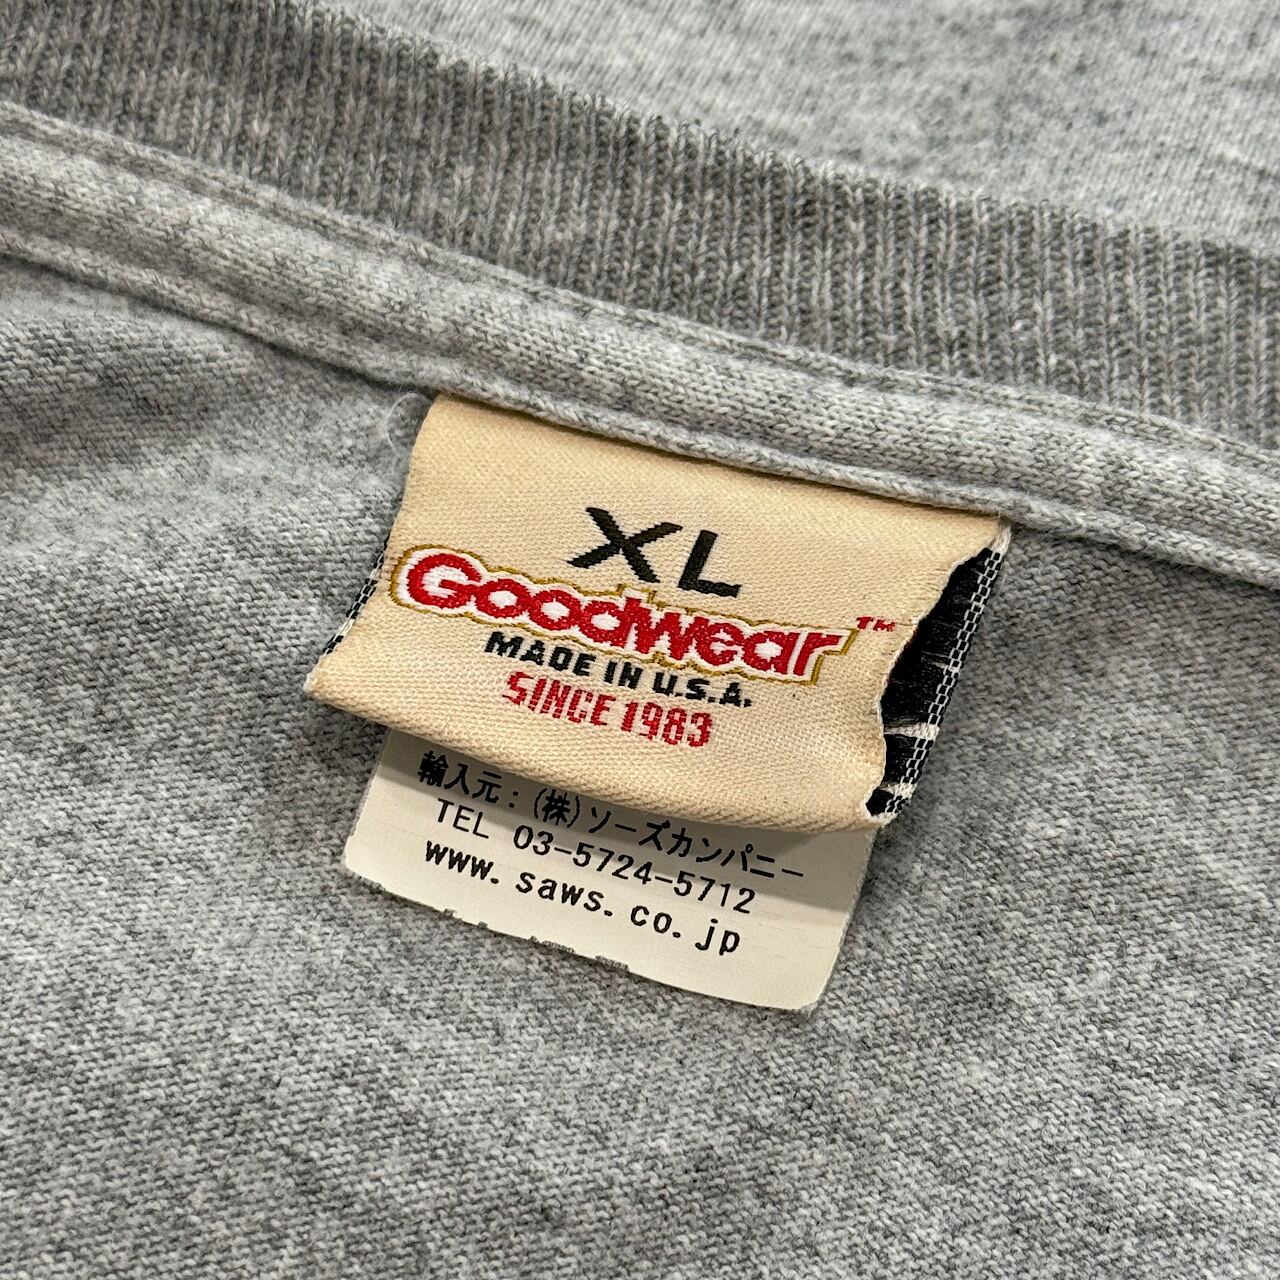 XL
Goodwear™
MADE IN U.S.A.
SINCE 1983
輸入元：(株)ソーズカンパニー
TEL 03-5724-5712
www.saws.co.jp